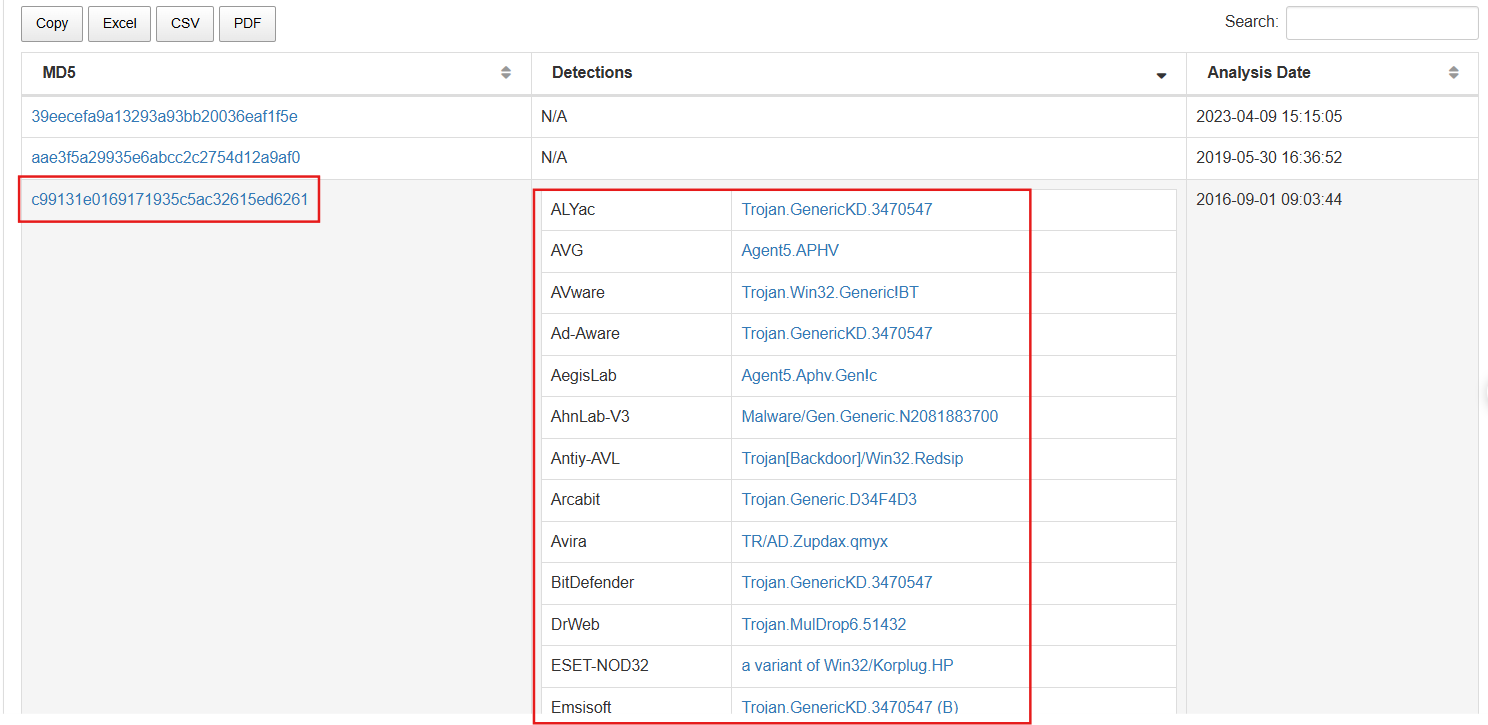 Copy Excel CSV PDF Search:
MD5 Detections Analysis Date
39eecefa9a13293a93bb20036eaf1f5e N/A 2023-04-09 15:15:05
aae3f5a29935e6abcc2c2754d12a9af0 N/A 2019-05-30 16:36:52
c99131e0169171935c5ac32615ed6261 2016-09-01 09:03:44
ALYac Trojan.GenericKD.3470547
AVG Agent5.APHV
AVware Trojan.Win32.Generic!BT
Ad-Aware Trojan.GenericKD.3470547
AegisLab Agent5.Aphv.Gen!c
AhnLab-V3 Malware/Gen.Generic.N2081883700
Antiy-AVL Trojan[Backdoor]/Win32.Redsip
Arcabit Trojan.Generic.D34F4D3
Avira TR/AD.Zupdax.qmyx
BitDefender Trojan.GenericKD.3470547
DrWeb Trojan.MulDrop6.51432
ESET-NOD32 a variant of Win32/Korplug.HP
Emsisoft Trojan.GenericKD.3470547 (B)